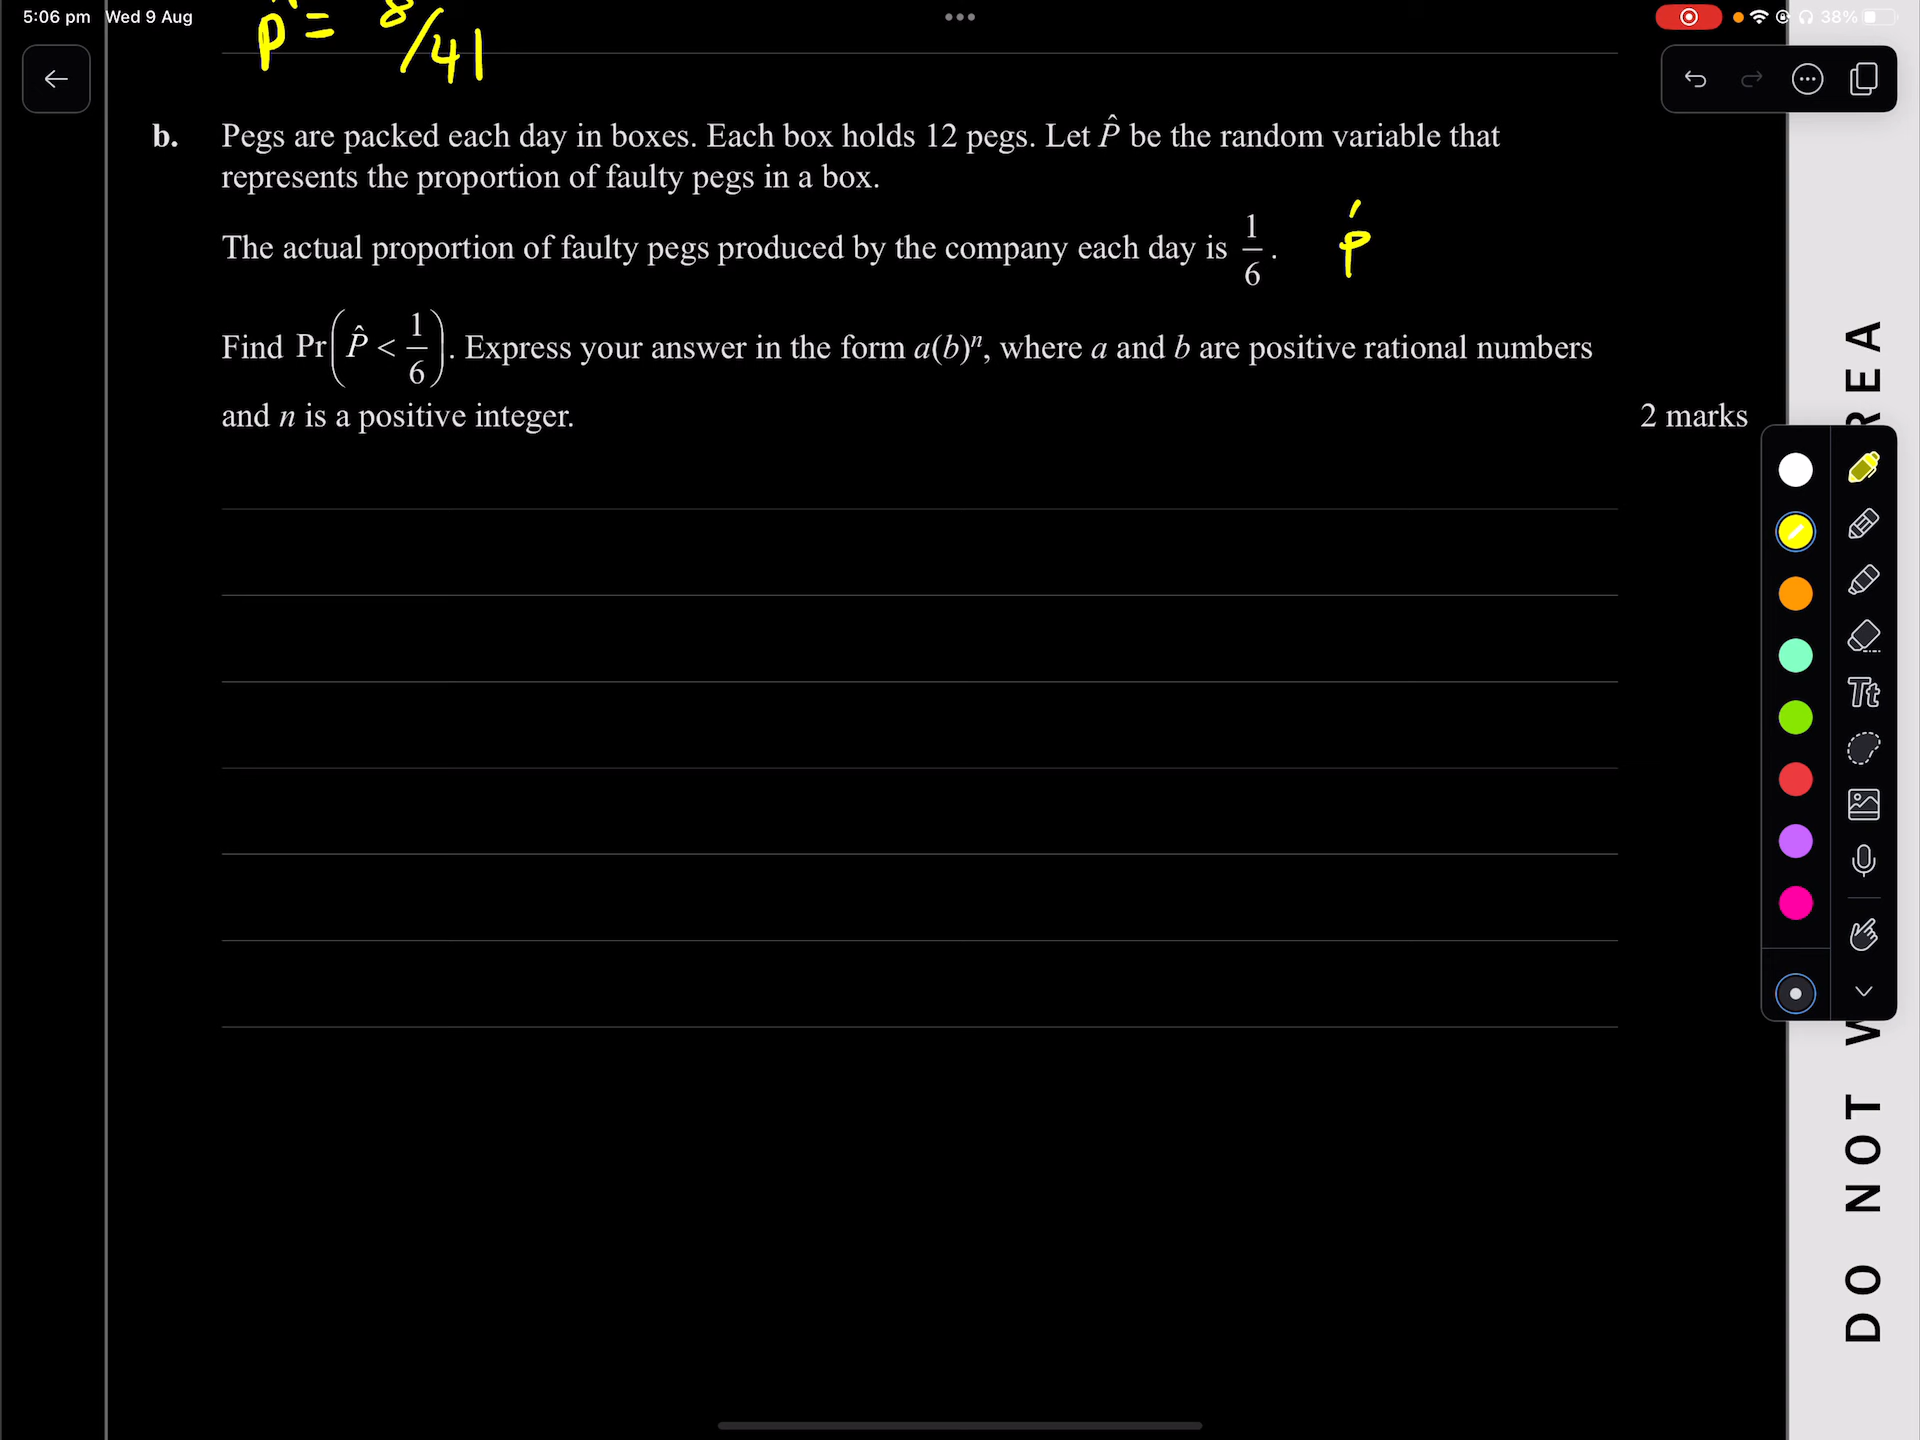 5:06 pm Wed 9 Aug
38%
p̂ = 8/41
b. Pegs are packed each day in boxes. Each box holds 12 pegs. Let P̂ be the random variable that
represents the proportion of faulty pegs in a box.
The actual proportion of faulty pegs produced by the company each day is 1/6. p
Find Pr(P̂ < 1/6). Express your answer in the form a(b)ⁿ, where a and b are positive rational numbers
and n is a positive integer. 2 marks
Tt
DO NOT W
REA